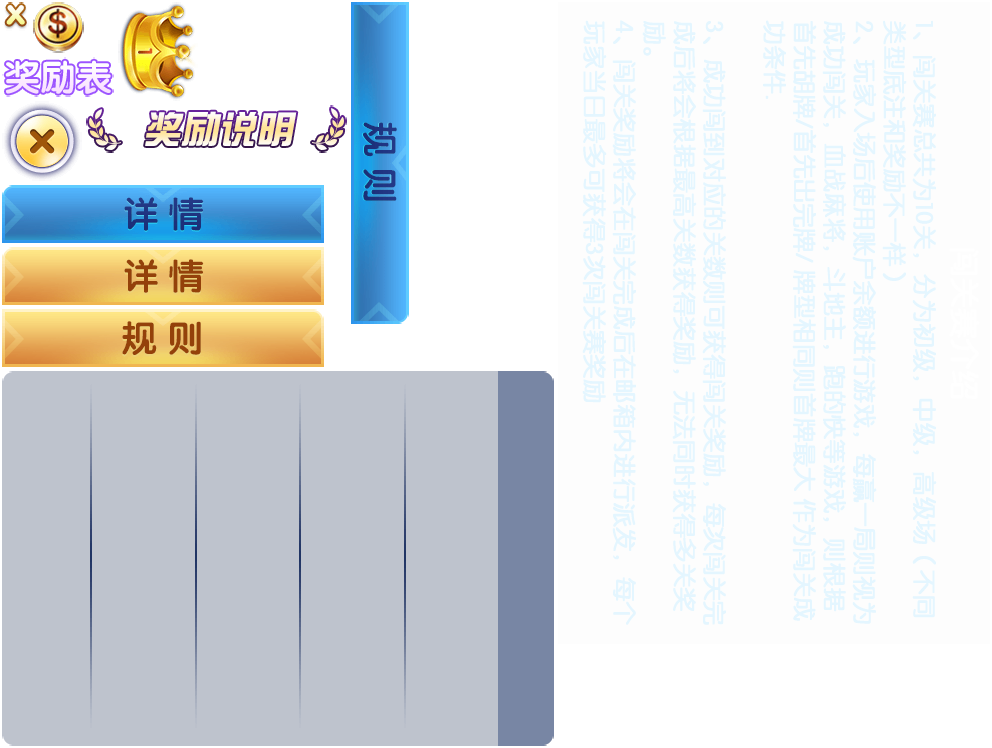 $
1
奖励表
奖励说明
详情
详情
规则
规则
1、闯关赛总共为10关，分为初级，中级，高级场（不同
类型底注和奖励不一样）
2、玩家入场后使用账户余额进行游戏，每赢一局则视为
成功闯关，血战麻将，斗地主，跑的快等游戏，则根据
首先胡牌/者先出完牌/ 牌型相同则首牌最大 作为闯关成
功条件.
3、成功闯到对应的关数则可获得闯关奖励，每次闯关完
成后将会根据最高关数获得奖励，无法同时获得多关奖
励。
4、闯关奖励将会在闯关完成后在邮箱内进行派发，每个
玩家当日最多可获得3次闯关赛奖励